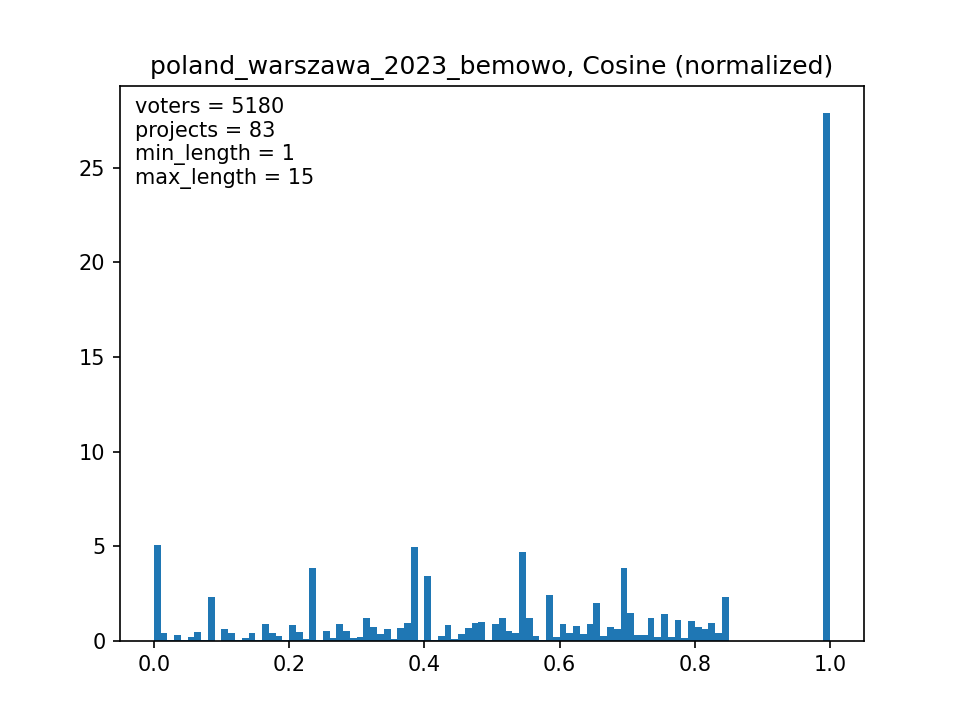 poland_warszawa_2023_bemowo, Cosine (normalized)
voters = 5180
projects = 83
min_length = 1
max_length = 15
25
20
15
10
5
0
0.0 0.2 0.4 0.6 0.8 1.0